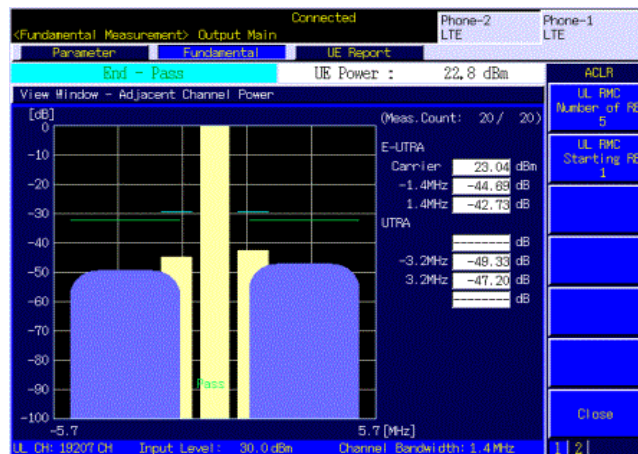 Connected
<Fundamental Measurement> Output Main
Phone-2
LTE
Phone-1
LTE
Parameter
Fundamental
UE Report
End - Pass
UE Power :
22.8 dBm
ACLR
View Window - Adjacent Channel Power
UL RMC
Number of RB
5
UL RMC
Starting RB
1
[dB]
(Meas.Count: 20/ 20)
0
-10
-20
-30
-40
-50
-60
-70
-80
-90
-100
E-UTRA
Carrier 23.04 dBm
-1.4MHz -44.69 dB
1.4MHz -42.73 dB
UTRA
------- dB
-3.2MHz -49.33 dB
3.2MHz -47.20 dB
------- dB
Pass
-5.7
5.7 [MHz]
Close
UL CH: 19207 CH Input Level: 30.0 dBm Channel Bandwidth: 1.4 MHz
1 2